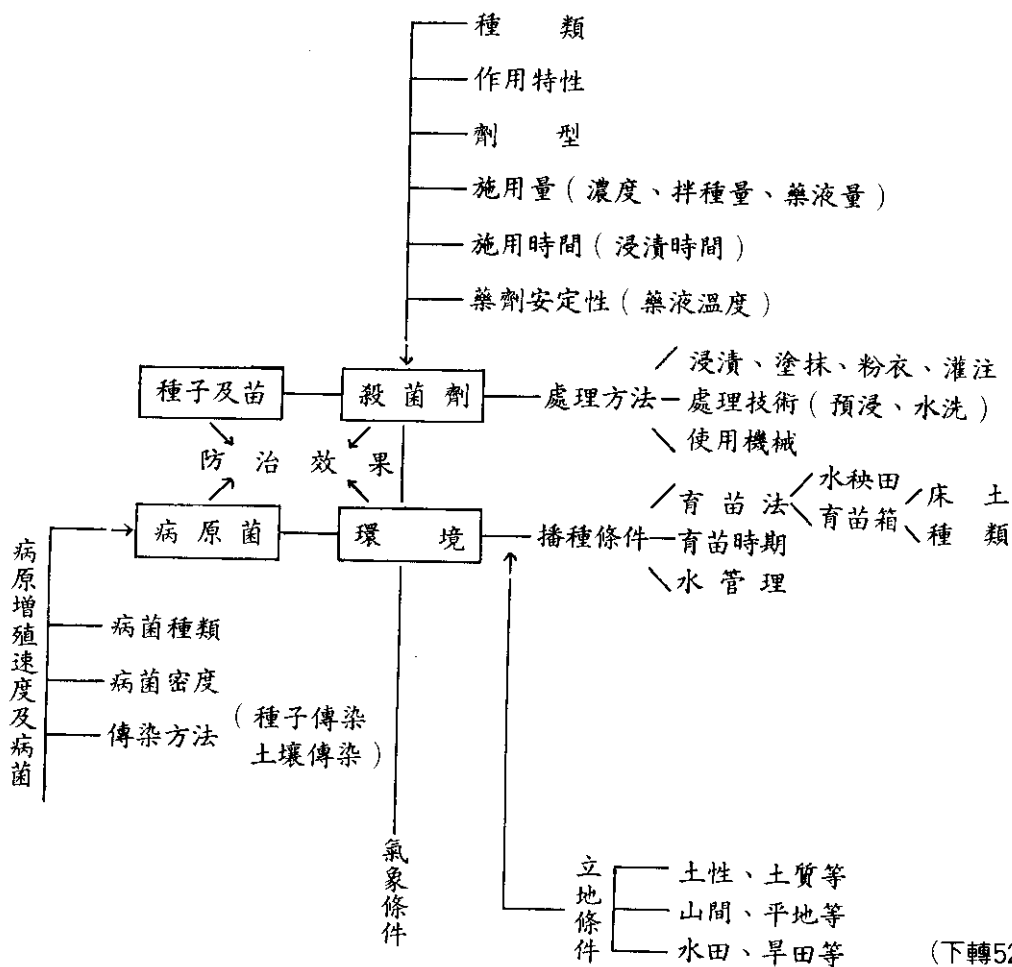 種類
作用特性
劑型
施用量(濃度、拌種量、藥液量)
施用時間(浸漬時間)
藥劑安定性(藥液溫度)
種子及苗
殺菌劑
處理方法
浸漬、塗抹、粉衣、灌注
處理技術(預浸、水洗)
使用機械
防治效果
病原菌
環境
播種條件
育苗法
水秧田
育苗箱
床土
種類
育苗時期
水管理
病原增殖速度及病菌
病菌種類
病菌密度
傳染方法(種子傳染
土壤傳染)
氣象條件
立地條件
土性、土質等
山間、平地等
水田、旱田等
(下轉52